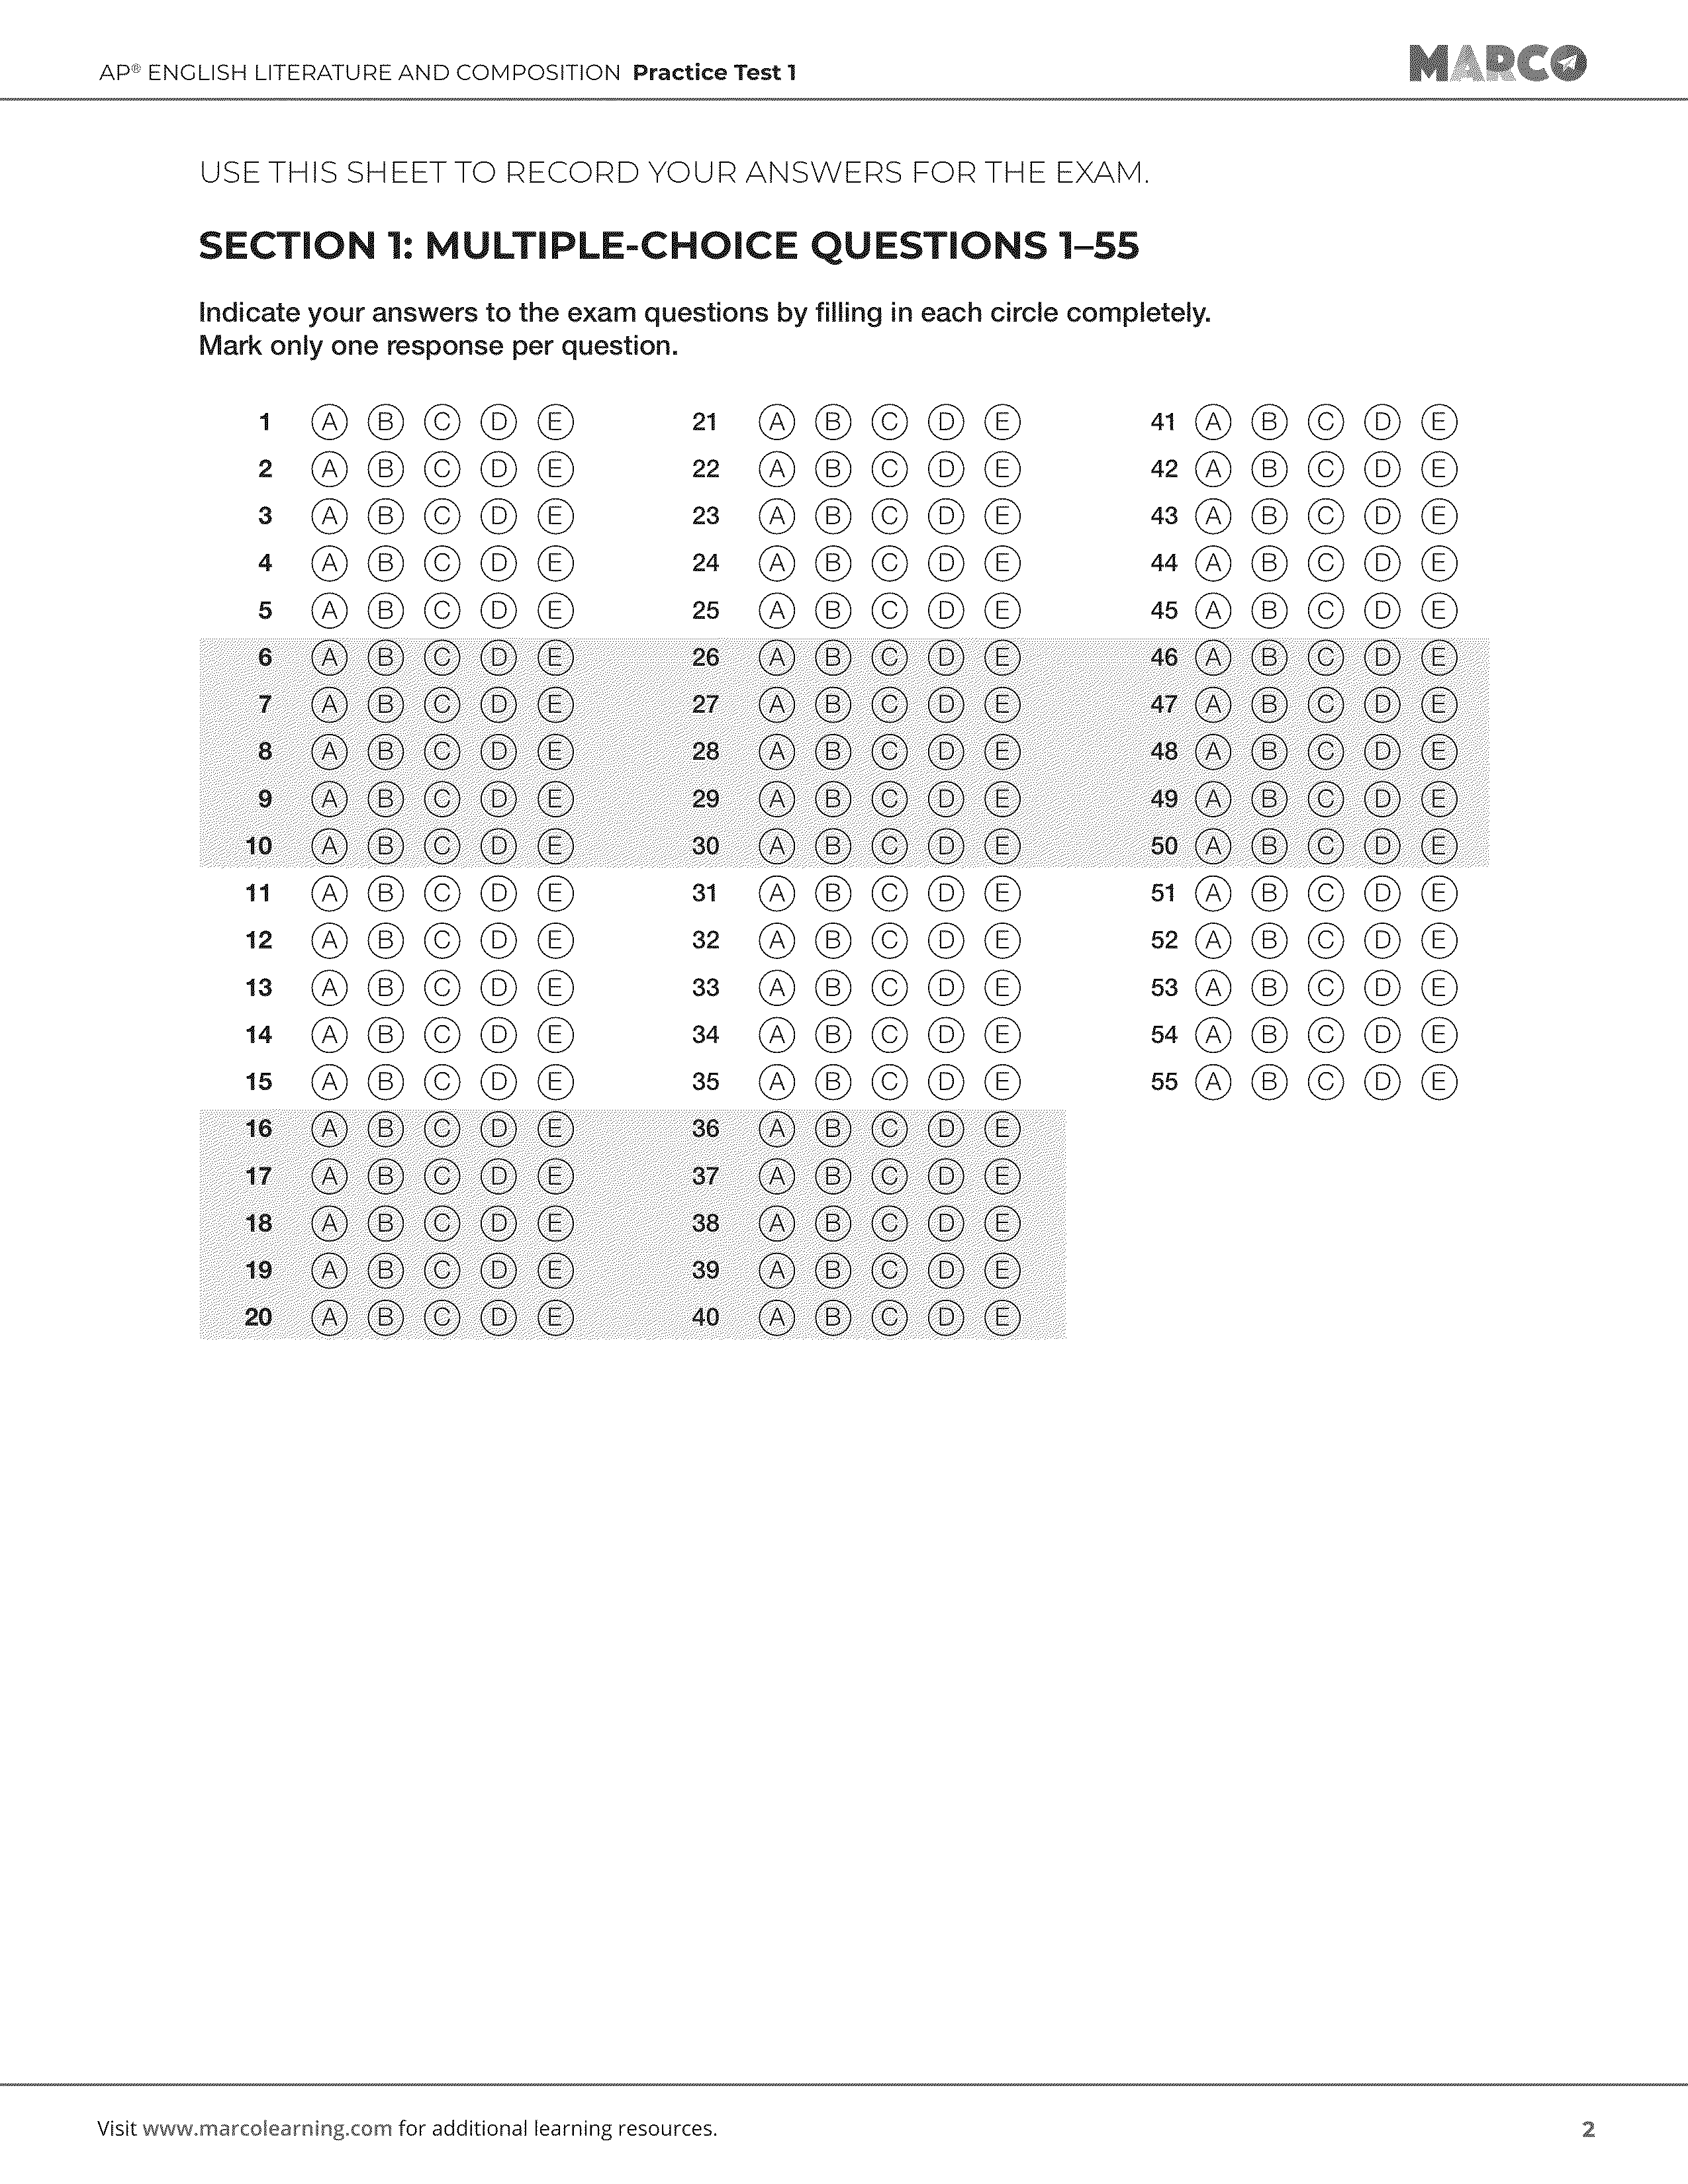 AP® ENGLISH LITERATURE AND COMPOSITION Practice Test 1
MARCO
USE THIS SHEET TO RECORD YOUR ANSWERS FOR THE EXAM.
SECTION 1: MULTIPLE-CHOICE QUESTIONS 1–55
Indicate your answers to the exam questions by filling in each circle completely.
Mark only one response per question.
1 A B C D E 21 A B C D E 41 A B C D E
2 A B C D E 22 A B C D E 42 A B C D E
3 A B C D E 23 A B C D E 43 A B C D E
4 A B C D E 24 A B C D E 44 A B C D E
5 A B C D E 25 A B C D E 45 A B C D E
6 A B C D E 26 A B C D E 46 A B C D E
7 A B C D E 27 A B C D E 47 A B C D E
8 A B C D E 28 A B C D E 48 A B C D E
9 A B C D E 29 A B C D E 49 A B C D E
10 A B C D E 30 A B C D E 50 A B C D E
11 A B C D E 31 A B C D E 51 A B C D E
12 A B C D E 32 A B C D E 52 A B C D E
13 A B C D E 33 A B C D E 53 A B C D E
14 A B C D E 34 A B C D E 54 A B C D E
15 A B C D E 35 A B C D E 55 A B C D E
16 A B C D E 36 A B C D E
17 A B C D E 37 A B C D E
18 A B C D E 38 A B C D E
19 A B C D E 39 A B C D E
20 A B C D E 40 A B C D E
Visit www.marcolearning.com for additional learning resources.
2